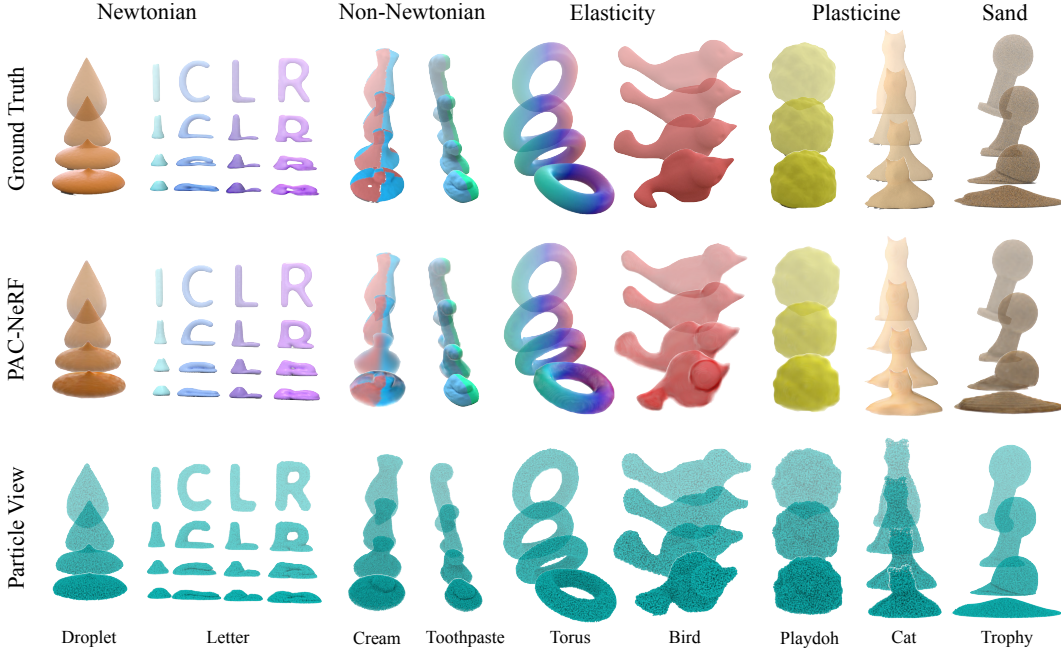 Newtonian Non-Newtonian Elasticity Plasticine Sand
Ground Truth
I C L R
PAC-NeRF
I C L R
Particle View
I C L R
Droplet Letter Cream Toothpaste Torus Bird Playdoh Cat Trophy